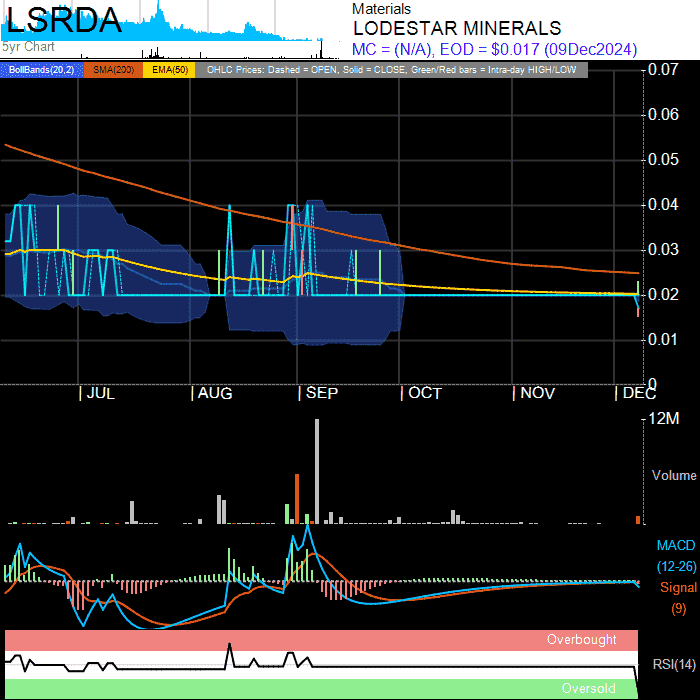 LSRDA
5yr Chart
Materials
LODESTAR MINERALS
MC = (N/A), EOD = $0.017 (09Dec2024)
BollBands(20,2) SMA(200) EMA(50) OHLC Prices: Dashed = OPEN, Solid = CLOSE, Green/Red bars = Intra-day HIGH/LOW
0.07
0.06
0.05
0.04
0.03
0.02
0.01
0
JUL AUG SEP OCT NOV DEC
12M
Volume
MACD
(12-26)
Signal
(9)
Overbought
RSI(14)
Oversold